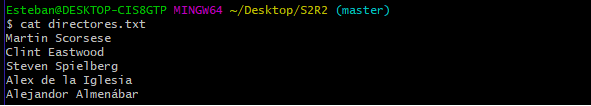 Esteban@DESKTOP-CIS8GTP MINGW64 ~/Desktop/S2R2 (master)
$ cat directores.txt
Martin Scorsese
Clint Eastwood
Steven Spielberg
Alex de la Iglesia
Alejandor Almenábar